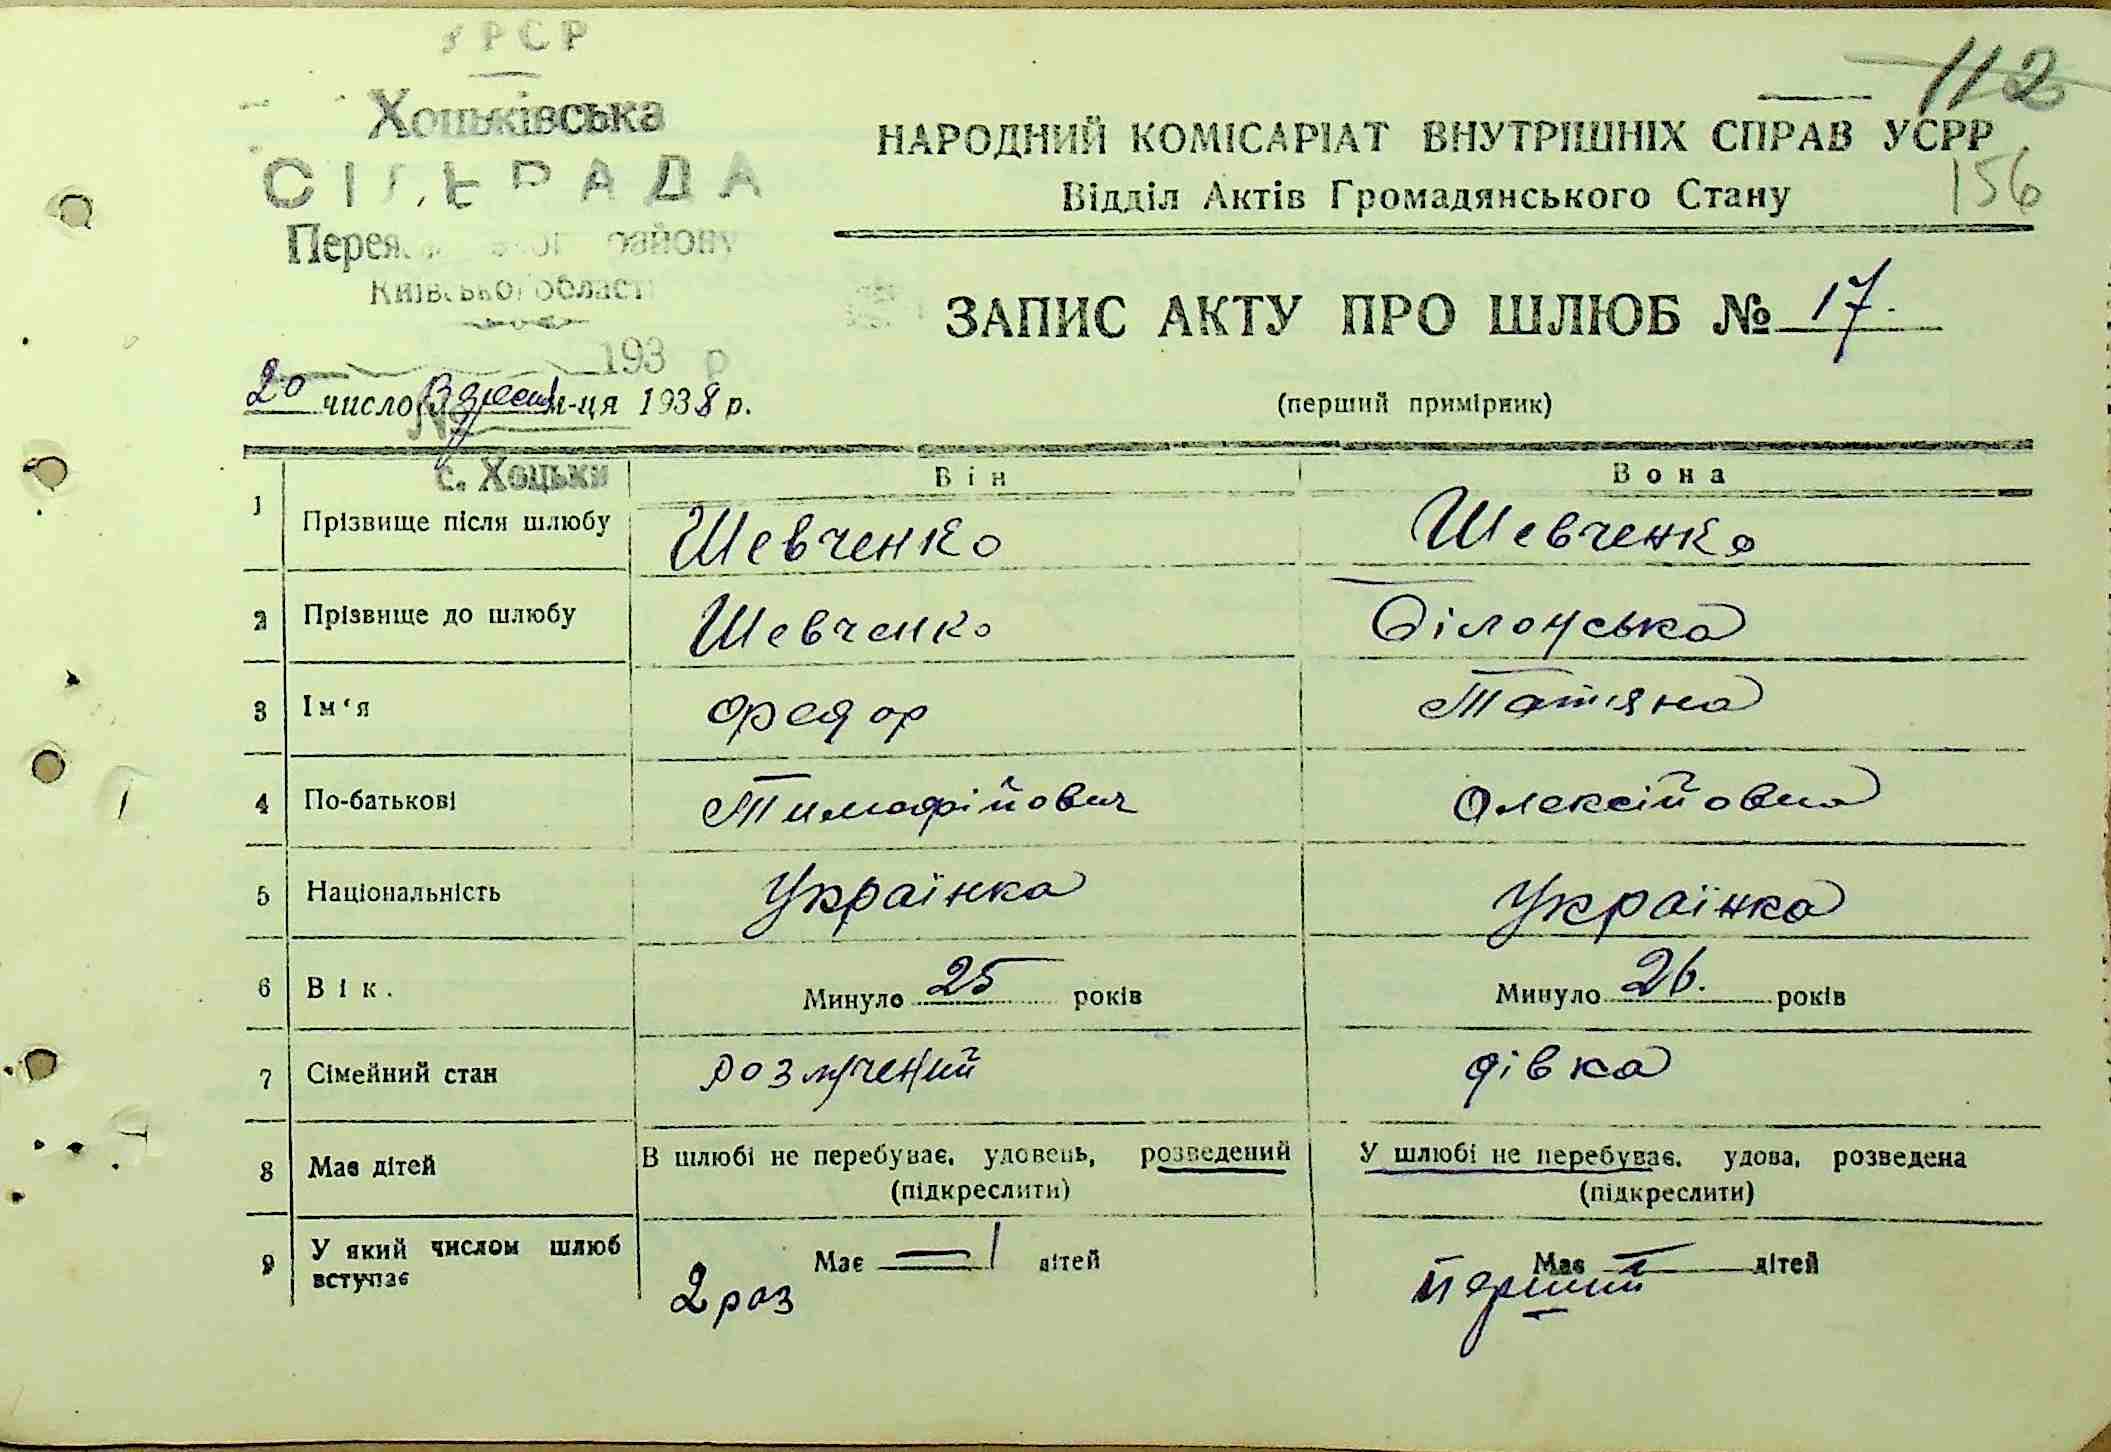 УРСР
Хоцьківська
СІЛЬРАДА
Київської області
193 р
112
НАРОДНИЙ КОМІСАРІАТ ВНУТРІШНІХ СПРАВ УСРР
156
Відділ Актів Громадянського Стану
ЗАПИС АКТУ ПРО ШЛЮБ № 17.
20 число Вересня м-ця 1938 р.
(перший примірник)
№
с. Хоцьки
Він Вона
1 Прізвище після шлюбу Шевченко Шевченко
2 Прізвище до шлюбу Шевченко Білоуська
3 Ім'я Федор Татяна
4 По-батькові Тимофійович Олексійовна
5 Національність Українка Українка
6 Вік. Минуло 25 років Минуло 26. років
7 Сімейний стан розлучений дівка
8 Має дітей В шлюбі не перебуває, удовець, розведений У шлюбі не перебуває, удова, розведена
(підкреслити) (підкреслити)
9 У який числом шлюб вступає Має — 1 дітей Має — дітей
2 раз перший